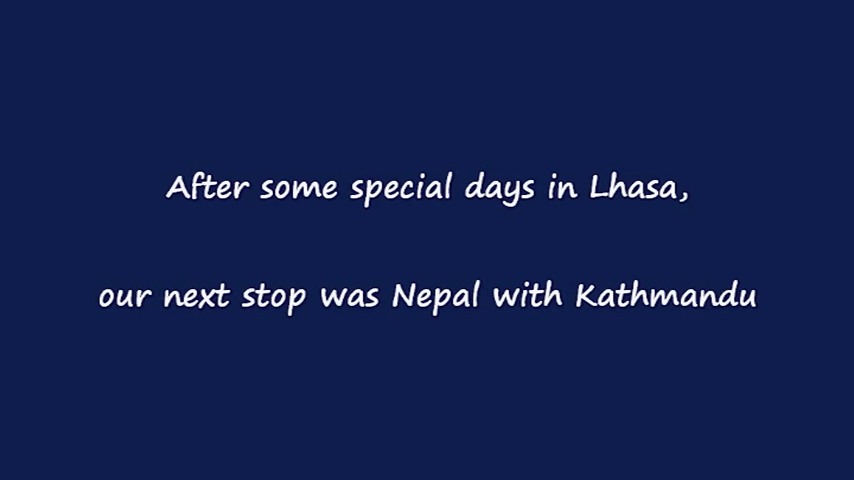 After some special days in Lhasa,
our next stop was Nepal with Kathmandu